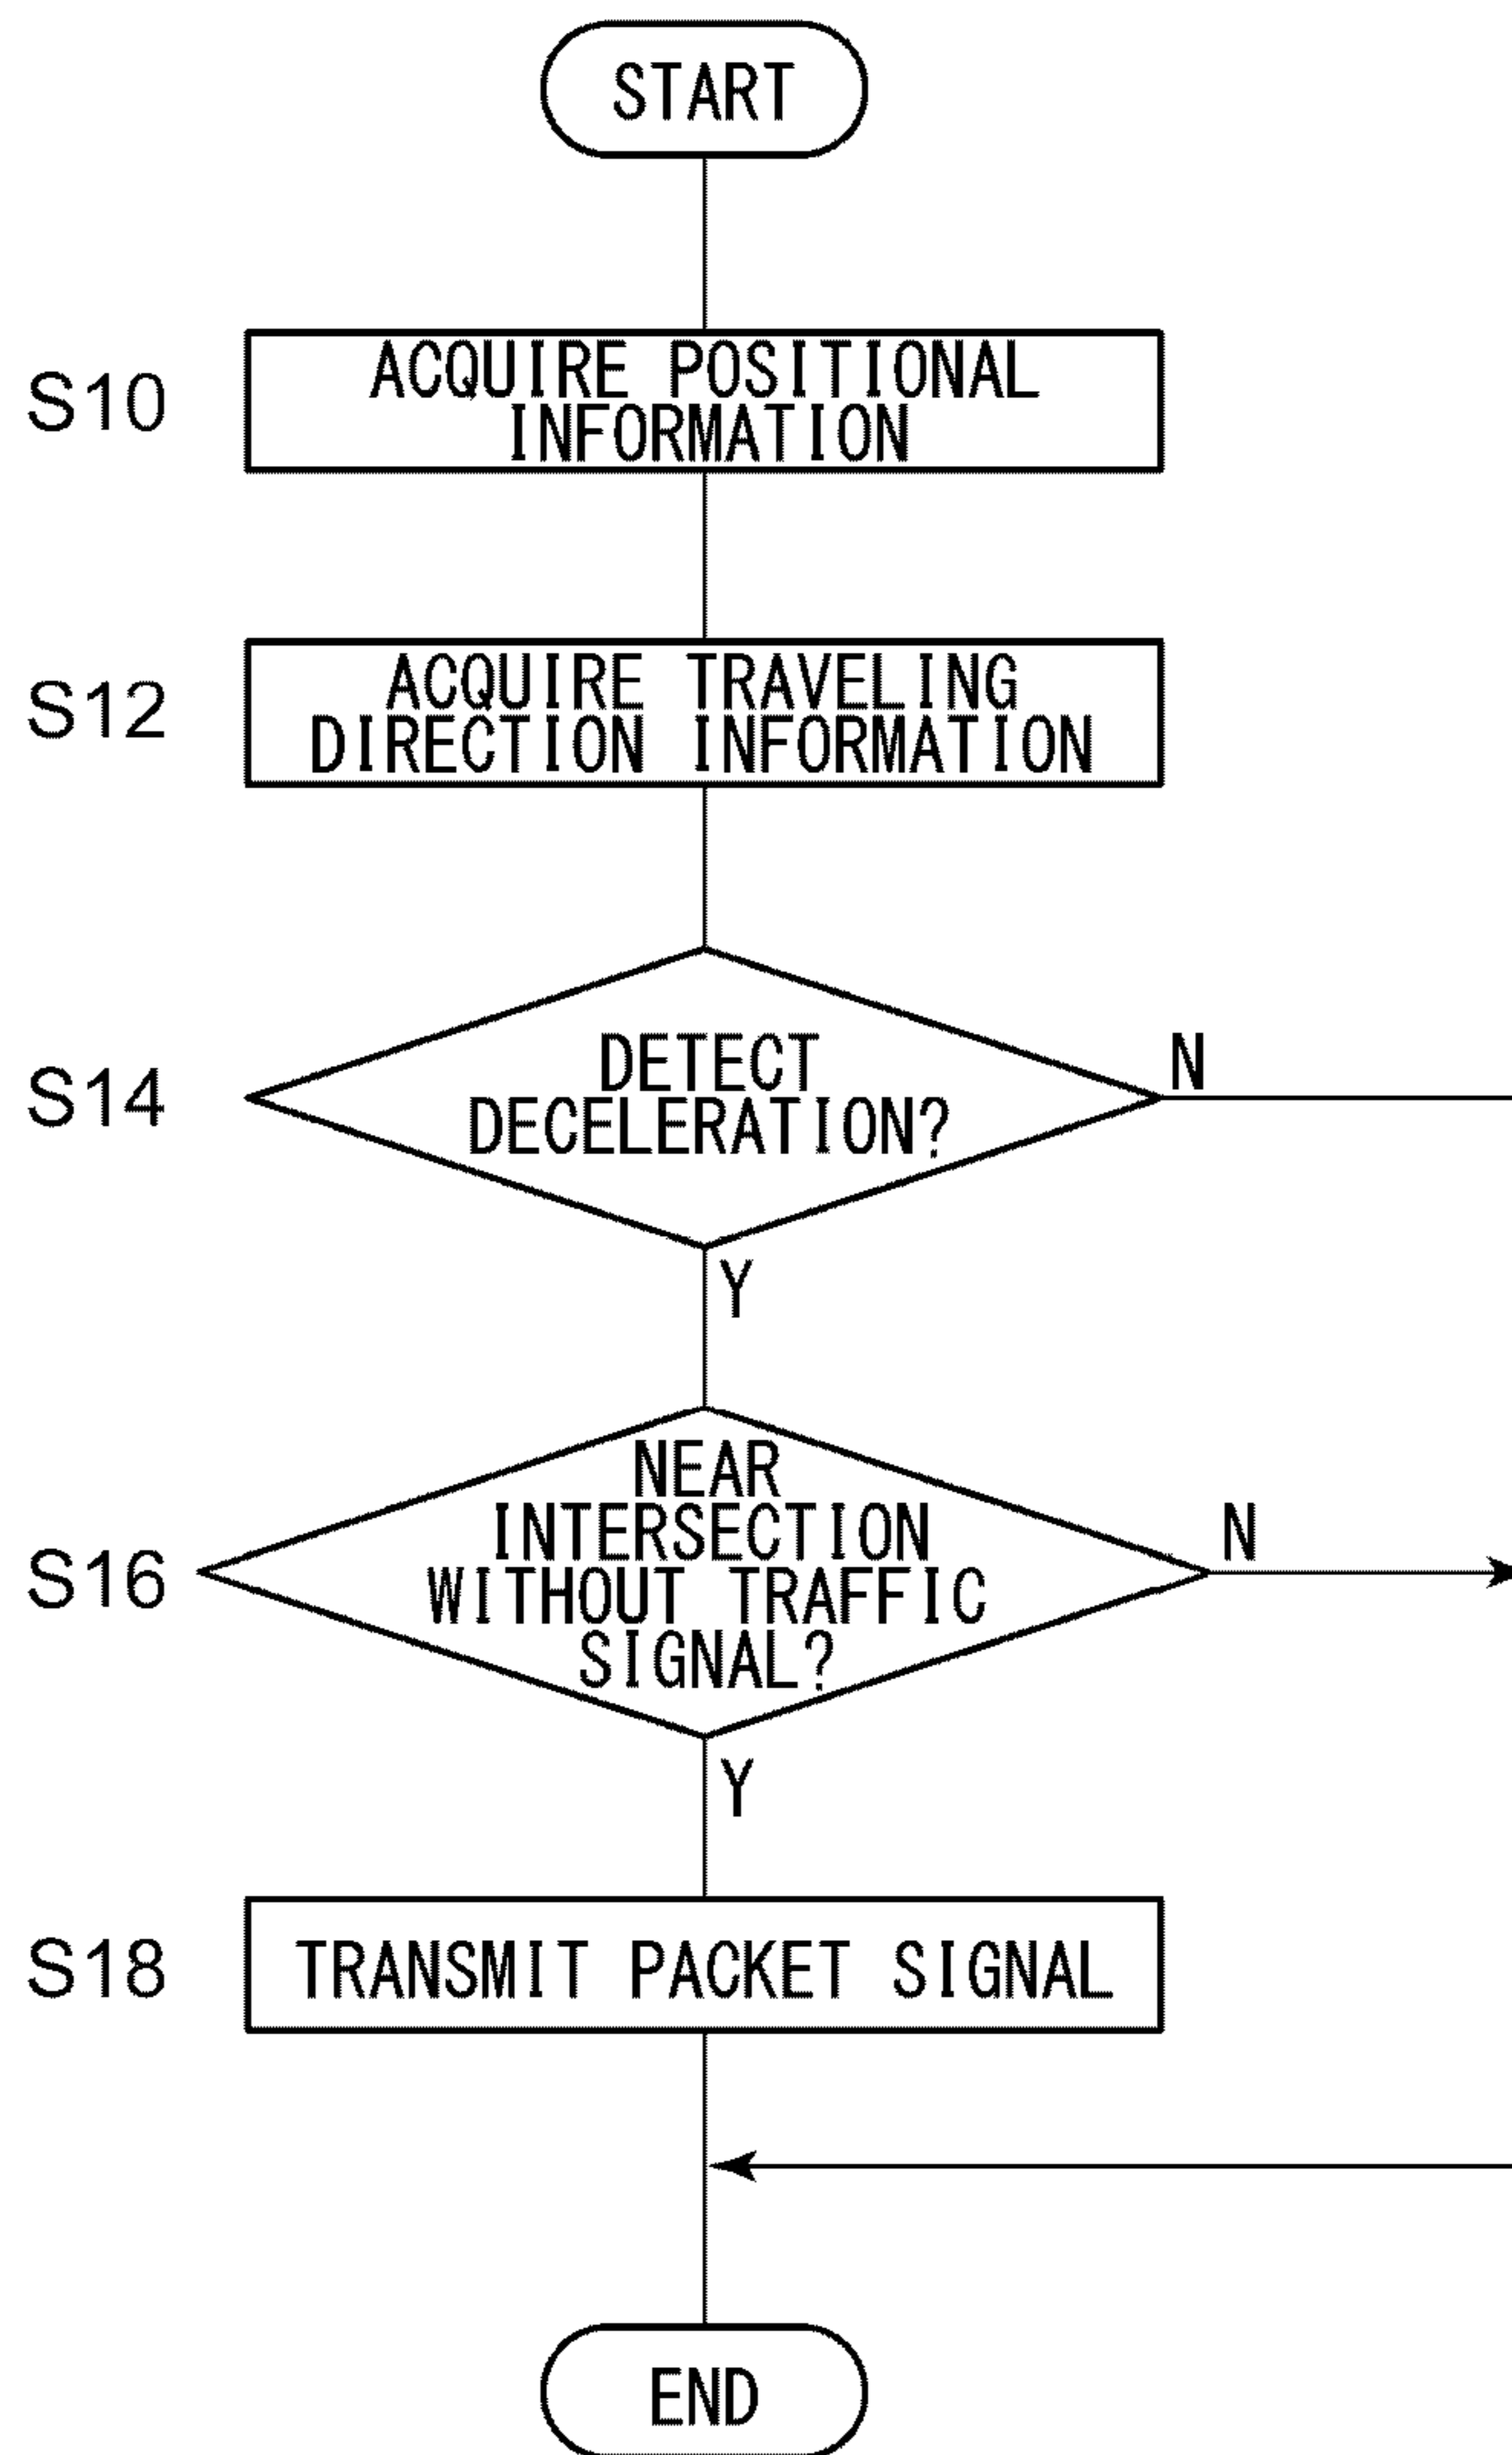 START
S10
ACQUIRE POSITIONAL
INFORMATION
S12
ACQUIRE TRAVELING
DIRECTION INFORMATION
S14
DETECT
DECELERATION?
N
Y
S16
NEAR
INTERSECTION
WITHOUT TRAFFIC
SIGNAL?
N
Y
S18
TRANSMIT PACKET SIGNAL
END